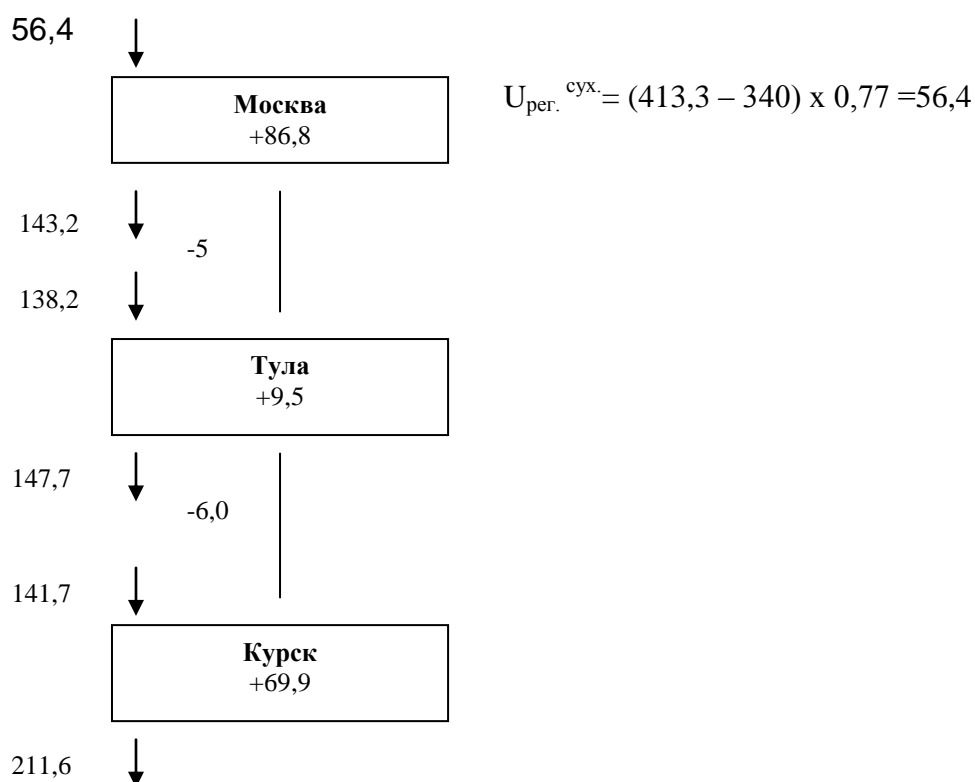 56,4
Москва
+86,8
U рег. сух. = (413,3 – 340) х 0,77 =56,4
143,2
-5
138,2
Тула
+9,5
147,7
-6,0
141,7
Курск
+69,9
211,6